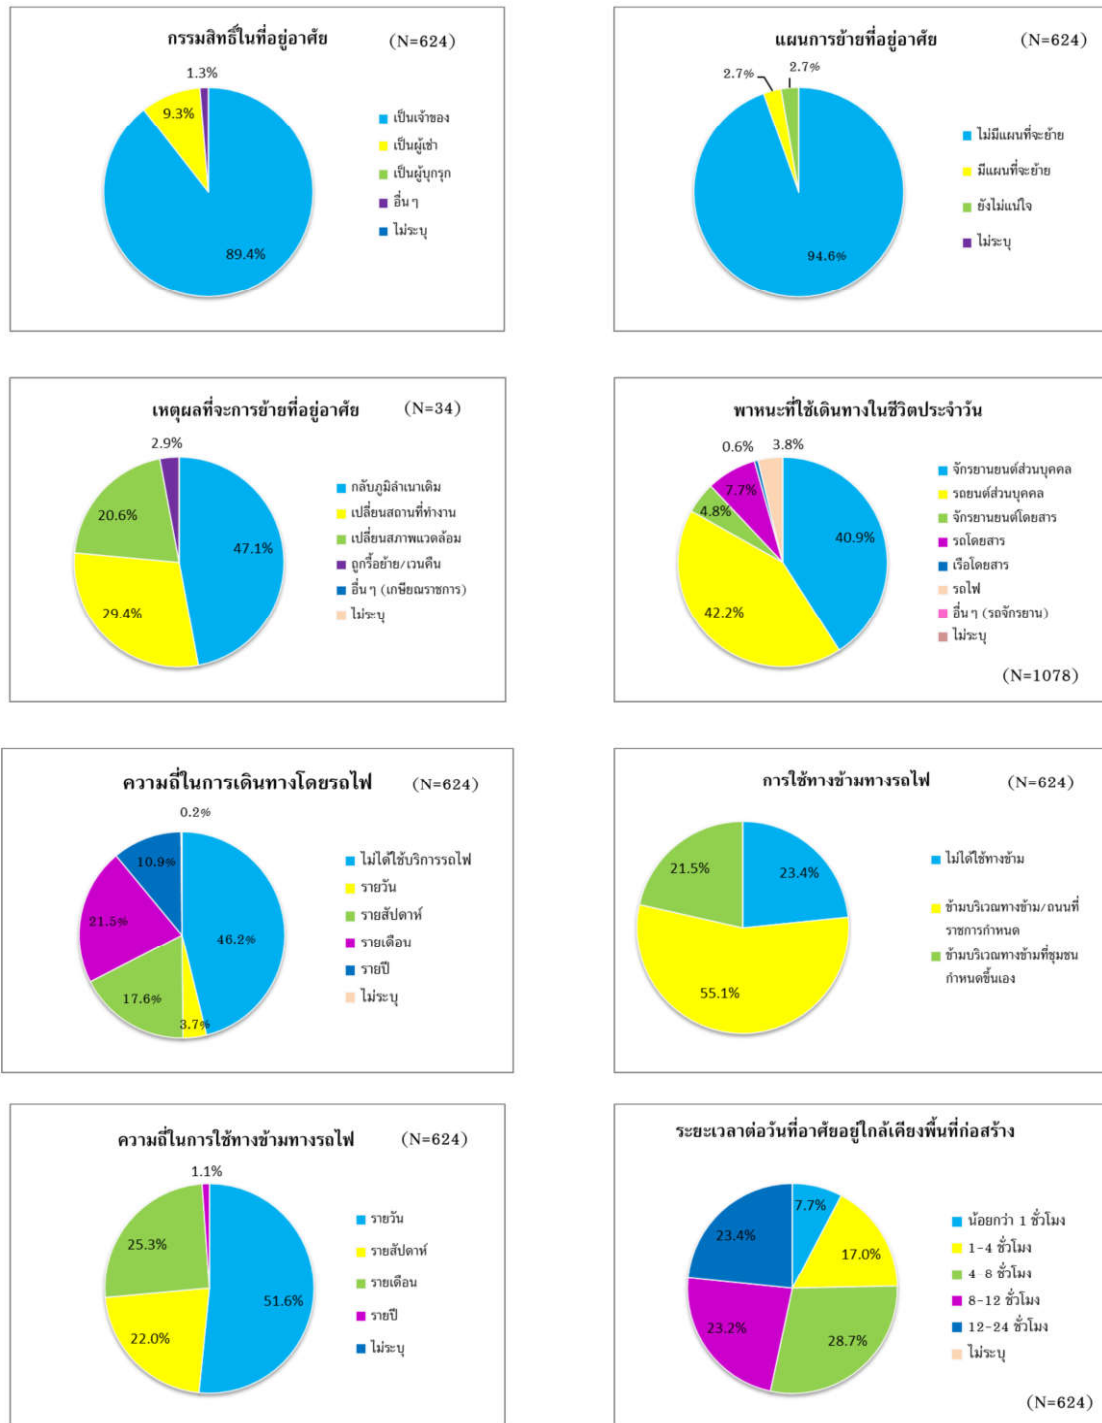 กรรมสิทธิ์ในที่อยู่อาศัย (N=624)
1.3%
9.3%
89.4%
เป็นเจ้าของ
เป็นผู้เช่า
เป็นผู้บุกรุก
อื่นๆ
ไม่ระบุ
แผนการย้ายที่อยู่อาศัย (N=624)
2.7% 2.7%
94.6%
ไม่มีแผนที่จะย้าย
มีแผนที่จะย้าย
ยังไม่แน่ใจ
ไม่ระบุ
เหตุผลที่จะการย้ายที่อยู่อาศัย (N=34)
2.9%
20.6%
47.1%
29.4%
กลับภูมิลำเนาเดิม
เปลี่ยนสถานที่ทำงาน
เปลี่ยนสภาพแวดล้อม
ถูกรื้อย้าย/เวนคืน
อื่นๆ (เกษียณราชการ)
ไม่ระบุ
พาหนะที่ใช้เดินทางในชีวิตประจำวัน
0.6% 3.8%
7.7%
4.8%
40.9%
42.2%
จักรยานยนต์ส่วนบุคคล
รถยนต์ส่วนบุคคล
จักรยานยนต์โดยสาร
รถโดยสาร
เรือโดยสาร
รถไฟ
อื่นๆ (รถจักรยาน)
ไม่ระบุ
(N=1078)
ความถี่ในการเดินทางโดยรถไฟ (N=624)
0.2%
10.9%
21.5%
46.2%
17.6%
3.7%
ไม่ได้ใช้บริการรถไฟ
รายวัน
รายสัปดาห์
รายเดือน
รายปี
ไม่ระบุ
การใช้ทางข้ามทางรถไฟ (N=624)
21.5%
23.4%
55.1%
ไม่ได้ใช้ทางข้าม
ข้ามบริเวณทางข้าม/ถนนที่
ราชการกำหนด
ข้ามบริเวณทางข้ามที่ชุมชน
กำหนดขึ้นเอง
ความถี่ในการใช้ทางข้ามทางรถไฟ (N=624)
1.1%
25.3%
51.6%
22.0%
รายวัน
รายสัปดาห์
รายเดือน
รายปี
ไม่ระบุ
ระยะเวลาต่อวันที่อาศัยอยู่ใกล้เคียงพื้นที่ก่อสร้าง
7.7%
23.4%
17.0%
23.2%
28.7%
น้อยกว่า 1 ชั่วโมง
1-4 ชั่วโมง
4-8 ชั่วโมง
8-12 ชั่วโมง
12-24 ชั่วโมง
ไม่ระบุ
(N=624)